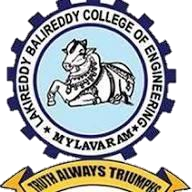 LAKIREDDY BALIREDDY COLLEGE OF ENGINEERING
MYLAVARAM
TRUTH ALWAYS TRIUMPHS